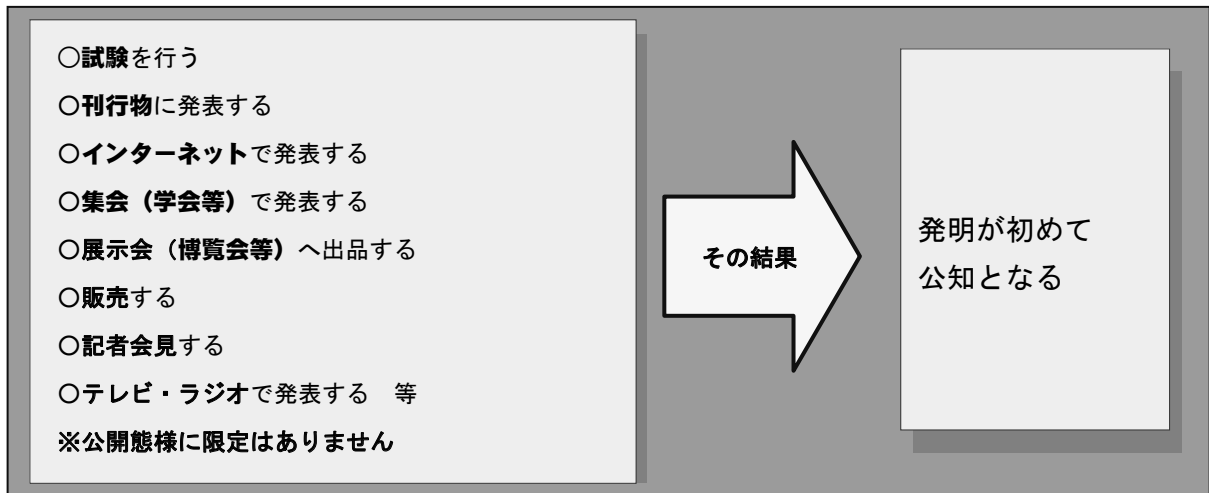 ○試験を行う
○刊行物に発表する
○インターネットで発表する
○集会（学会等）で発表する
○展示会（博覧会等）へ出品する
○販売する
○記者会見する
○テレビ・ラジオで発表する　等
※公開態様に限定はありません
その結果
発明が初めて
公知となる